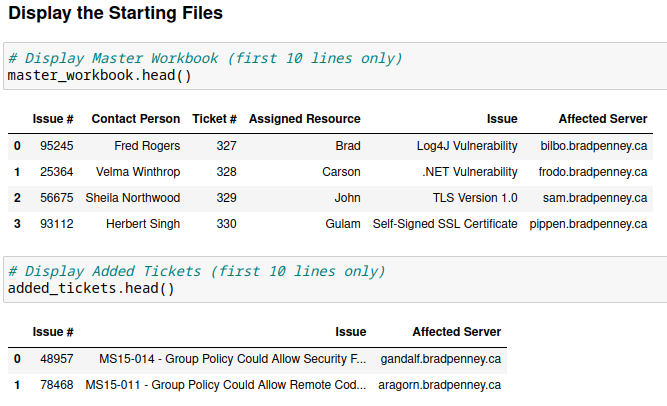 Display the Starting Files
# Display Master Workbook (first 10 lines only)
master_workbook.head()
Issue # Contact Person Ticket # Assigned Resource Issue Affected Server
0 95245 Fred Rogers 327 Brad Log4J Vulnerability bilbo.bradpenney.ca
1 25364 Velma Winthrop 328 Carson .NET Vulnerability frodo.bradpenney.ca
2 56675 Sheila Northwood 329 John TLS Version 1.0 sam.bradpenney.ca
3 93112 Herbert Singh 330 Gulam Self-Signed SSL Certificate pippen.bradpenney.ca
# Display Added Tickets (first 10 lines only)
added_tickets.head()
Issue # Issue Affected Server
0 48957 MS15-014 - Group Policy Could Allow Security F... gandalf.bradpenney.ca
1 78468 MS15-011 - Group Policy Could Allow Remote Cod... aragorn.bradpenney.ca